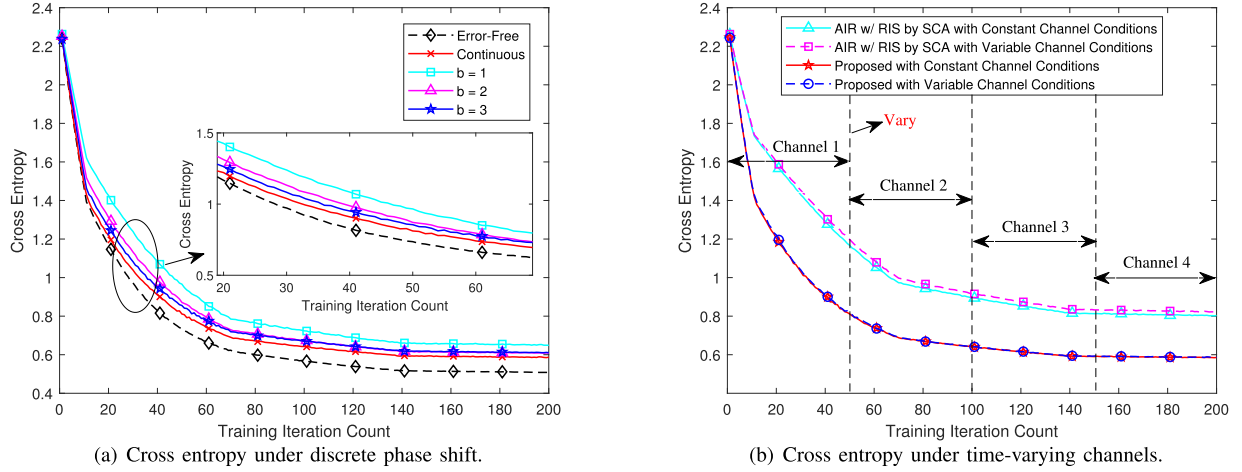 2.4
2.2
2
1.8
1.6
1.4
1.2
1
0.8
0.6
0.4
Cross Entropy
0 20 40 60 80 100 120 140 160 180 200
Training Iteration Count
Error-Free
Continuous
b = 1
b = 2
b = 3
1.5
1
0.5
Cross Entropy
20 30 40 50 60
Training Iteration Count
(a) Cross entropy under discrete phase shift.
2.4
2.2
2
1.8
1.6
1.4
1.2
1
0.8
0.6
Cross Entropy
0 20 40 60 80 100 120 140 160 180 200
Training Iteration Count
AIR w/ RIS by SCA with Constant Channel Conditions
AIR w/ RIS by SCA with Variable Channel Conditions
Proposed with Constant Channel Conditions
Proposed with Variable Channel Conditions
Vary
Channel 1
Channel 2
Channel 3
Channel 4
(b) Cross entropy under time-varying channels.